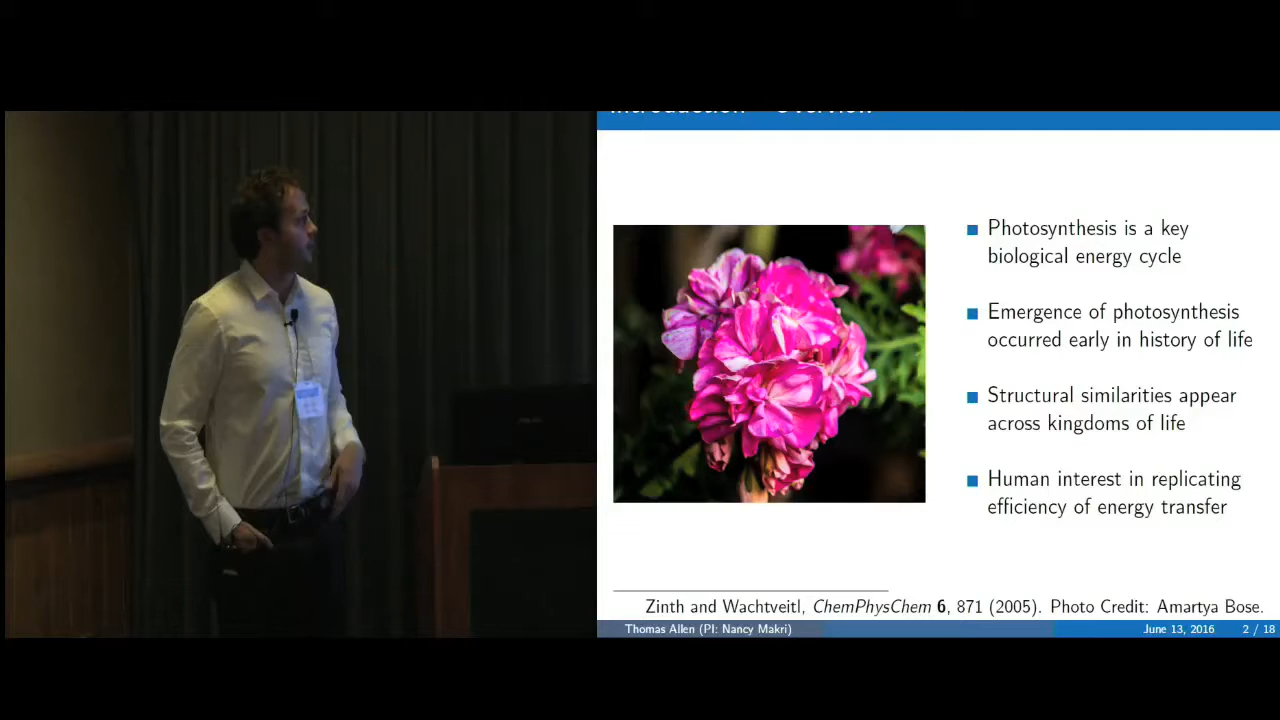 Introduction – Overview
Photosynthesis is a key
biological energy cycle
Emergence of photosynthesis
occurred early in history of life
Structural similarities appear
across kingdoms of life
Human interest in replicating
efficiency of energy transfer
Zinth and Wachtveitl, ChemPhysChem 6, 871 (2005). Photo Credit: Amartya Bose.
Thomas Allen (PI: Nancy Makri) June 13, 2016 2 / 18